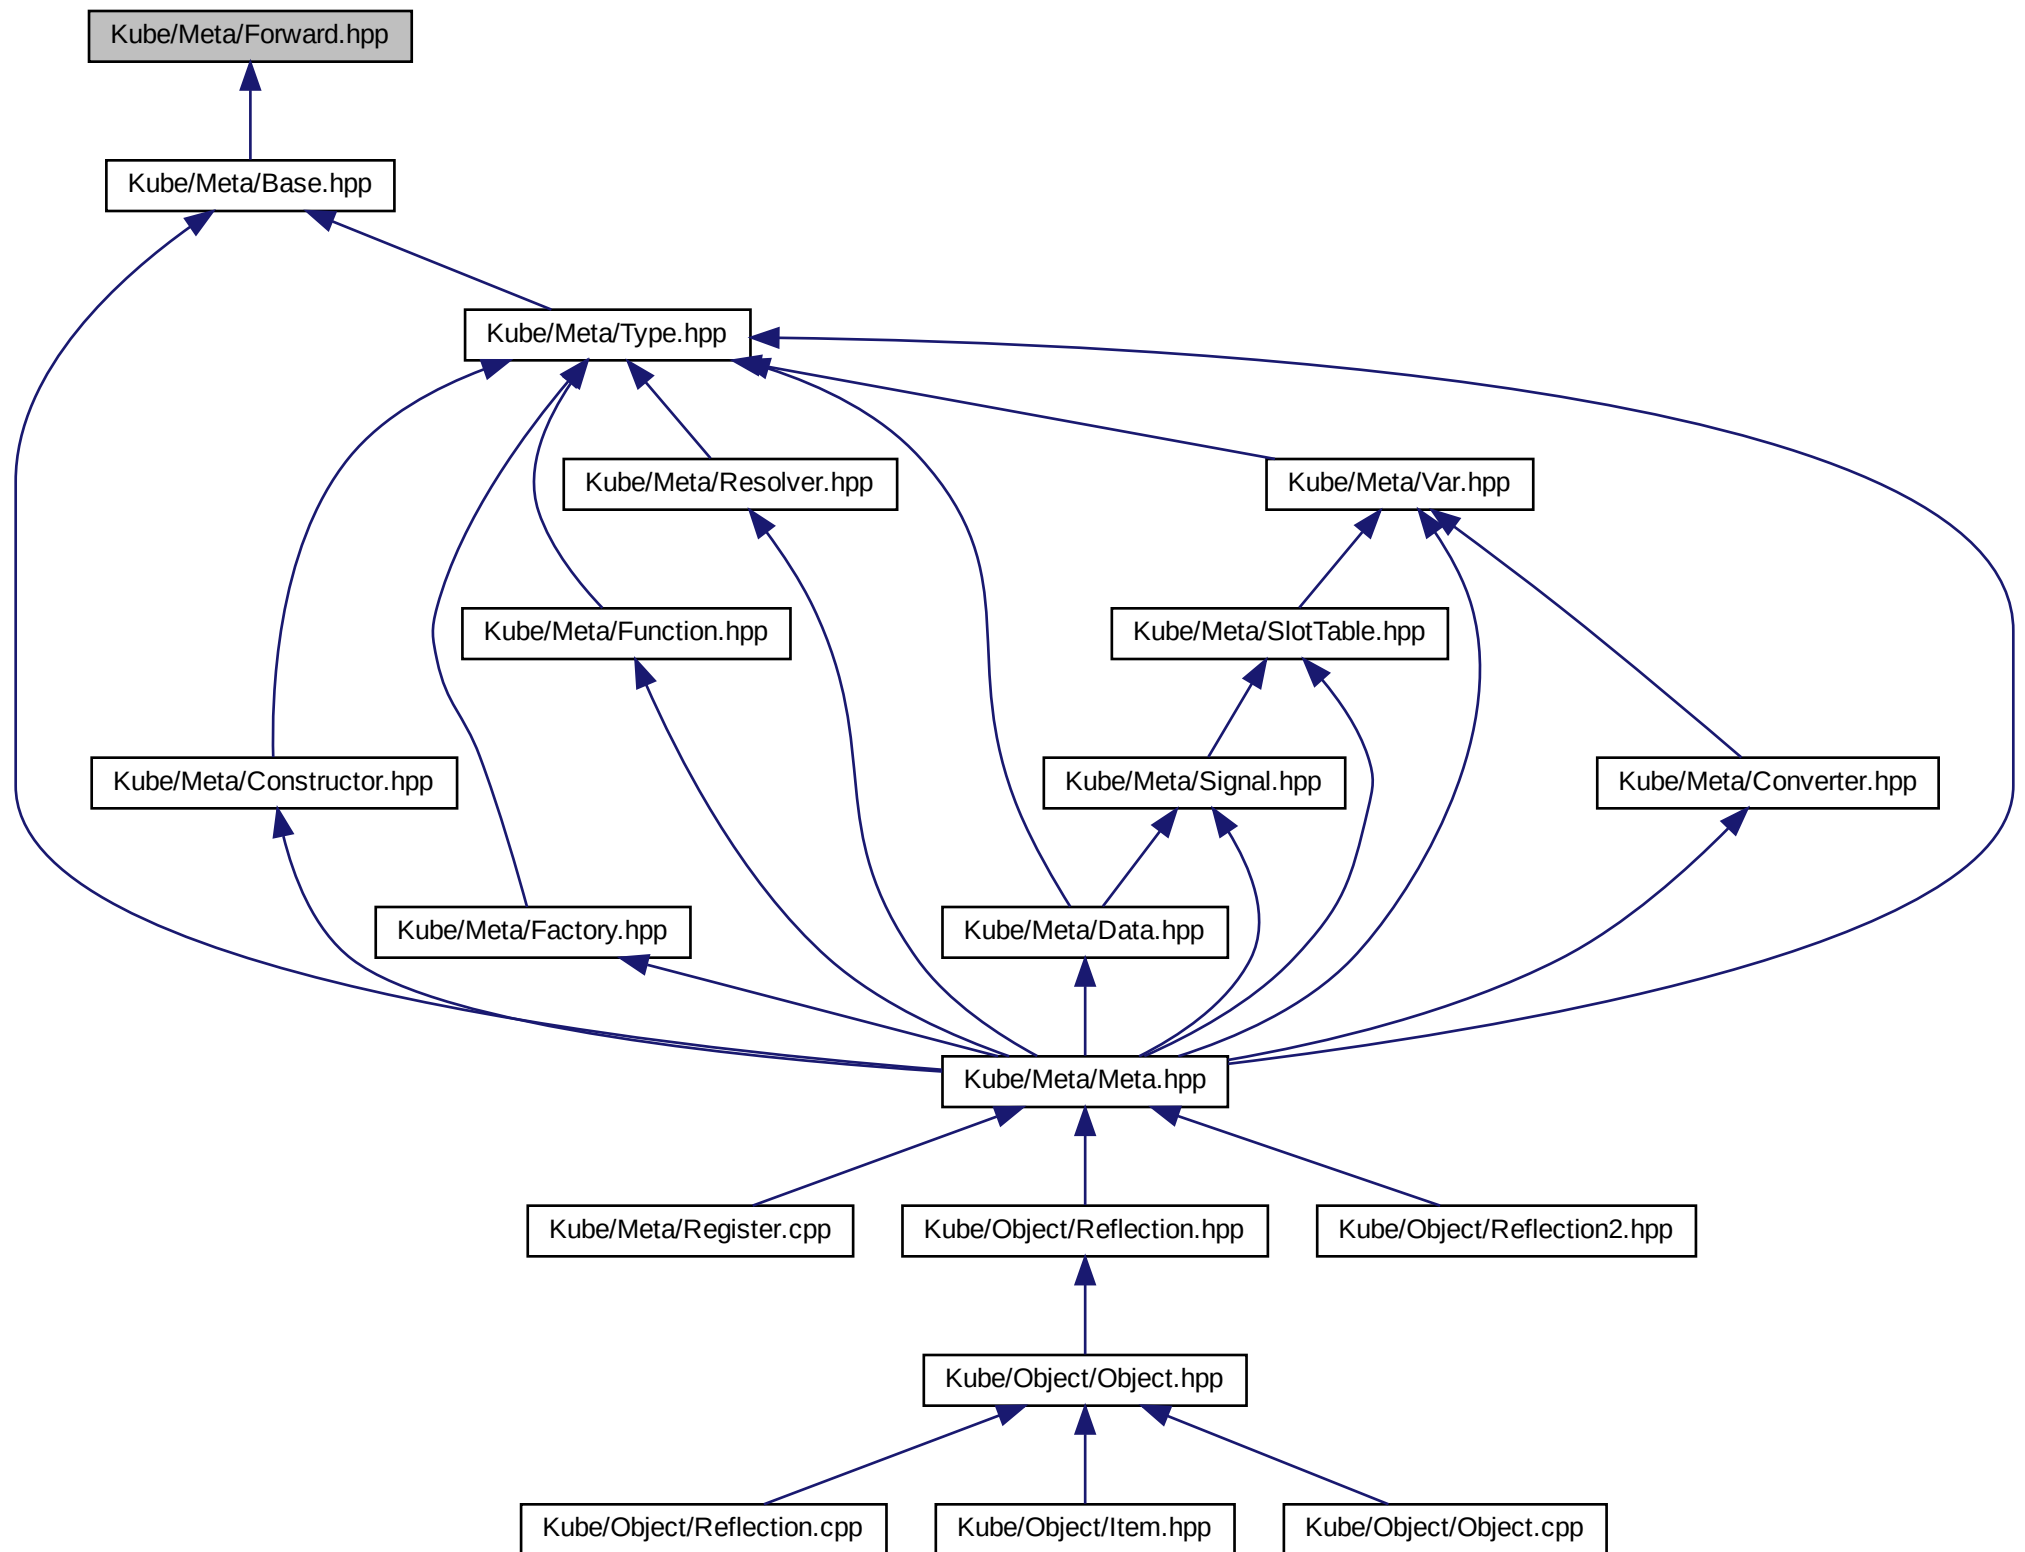 Kube/Meta/Forward.hpp
Kube/Meta/Base.hpp
Kube/Meta/Type.hpp
Kube/Meta/Resolver.hpp
Kube/Meta/Var.hpp
Kube/Meta/Function.hpp
Kube/Meta/SlotTable.hpp
Kube/Meta/Constructor.hpp
Kube/Meta/Signal.hpp
Kube/Meta/Converter.hpp
Kube/Meta/Factory.hpp
Kube/Meta/Data.hpp
Kube/Meta/Meta.hpp
Kube/Meta/Register.cpp
Kube/Object/Reflection.hpp
Kube/Object/Reflection2.hpp
Kube/Object/Object.hpp
Kube/Object/Reflection.cpp
Kube/Object/Item.hpp
Kube/Object/Object.cpp